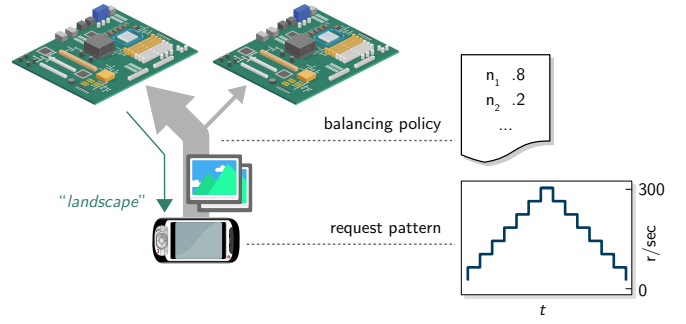 n₁ .8
n₂ .2
...
balancing policy
“landscape”
request pattern
300
r/sec
0
t